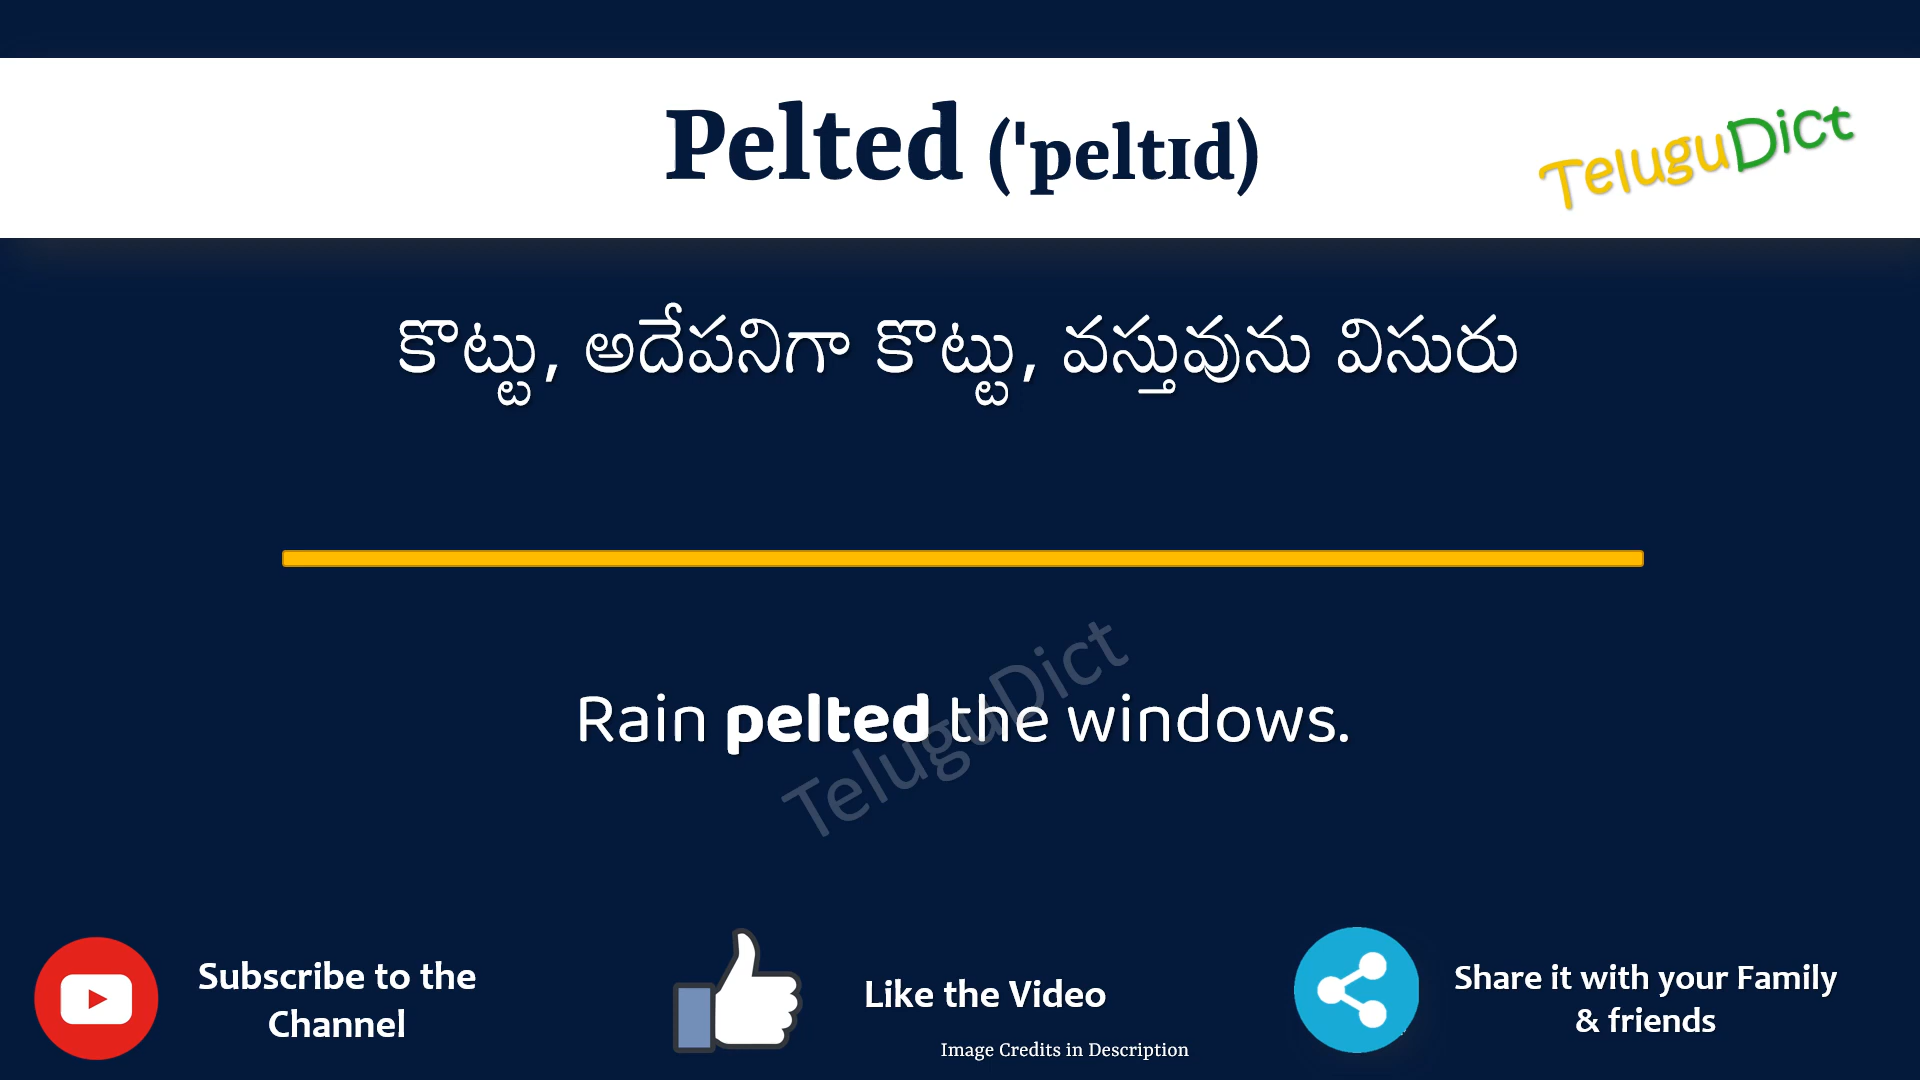 Pelted (ˈpeltɪd)
TeluguDict
కొట్టు, అదేపనిగా కొట్టు, వస్తువును విసురు
Rain pelted the windows.
TeluguDict
Subscribe to the
Channel
Like the Video
Share it with your Family
& friends
Image Credits in Description